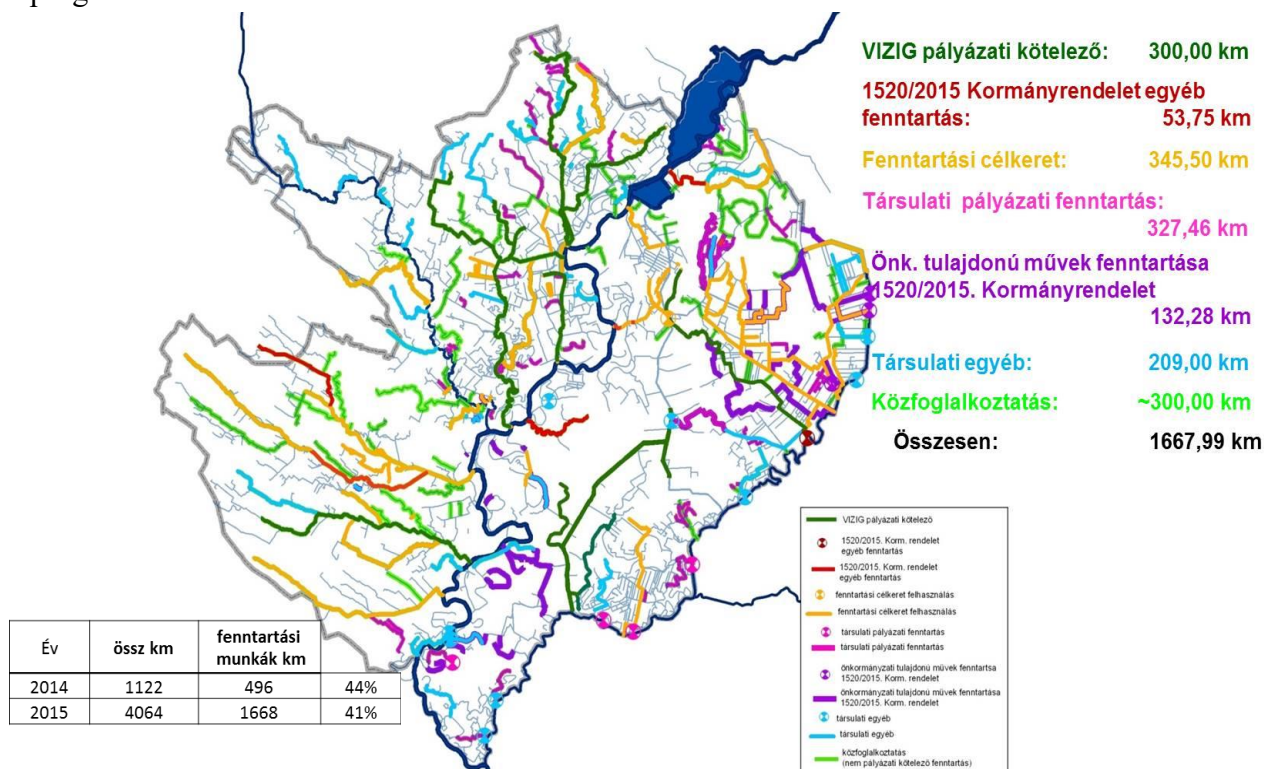 VIZIG pályázati kötelező: 300,00 km
1520/2015 Kormányrendelet egyéb
fenntartás: 53,75 km
Fenntartási célkeret: 345,50 km
Társulati pályázati fenntartás:
327,46 km
Önk. tulajdonú művek fenntartása
1520/2015. Kormányrendelet
132,28 km
Társulati egyéb: 209,00 km
Közfoglalkoztatás: ~300,00 km
Összesen: 1667,99 km
VIZIG pályázati kötelező
1520/2015. Korm. rendelet
egyéb fenntartás
1520/2015. Korm. rendelet
egyéb fenntartás
fenntartási célkeret felhasználás
fenntartási célkeret felhasználás
társulati pályázati fenntartás
társulati pályázati fenntartás
önkormányzati tulajdonú művek fenntartsa
1520/2015. Korm. rendelet
önkormányzati tulajdonú művek fenntartása
1520/2015. Korm. rendelet
társulati egyéb
társulati egyéb
közfoglalkoztatás
(nem pályázati kötelező fenntartás)
Év össz km fenntartási
munkák km
2014 1122 496 44%
2015 4064 1668 41%